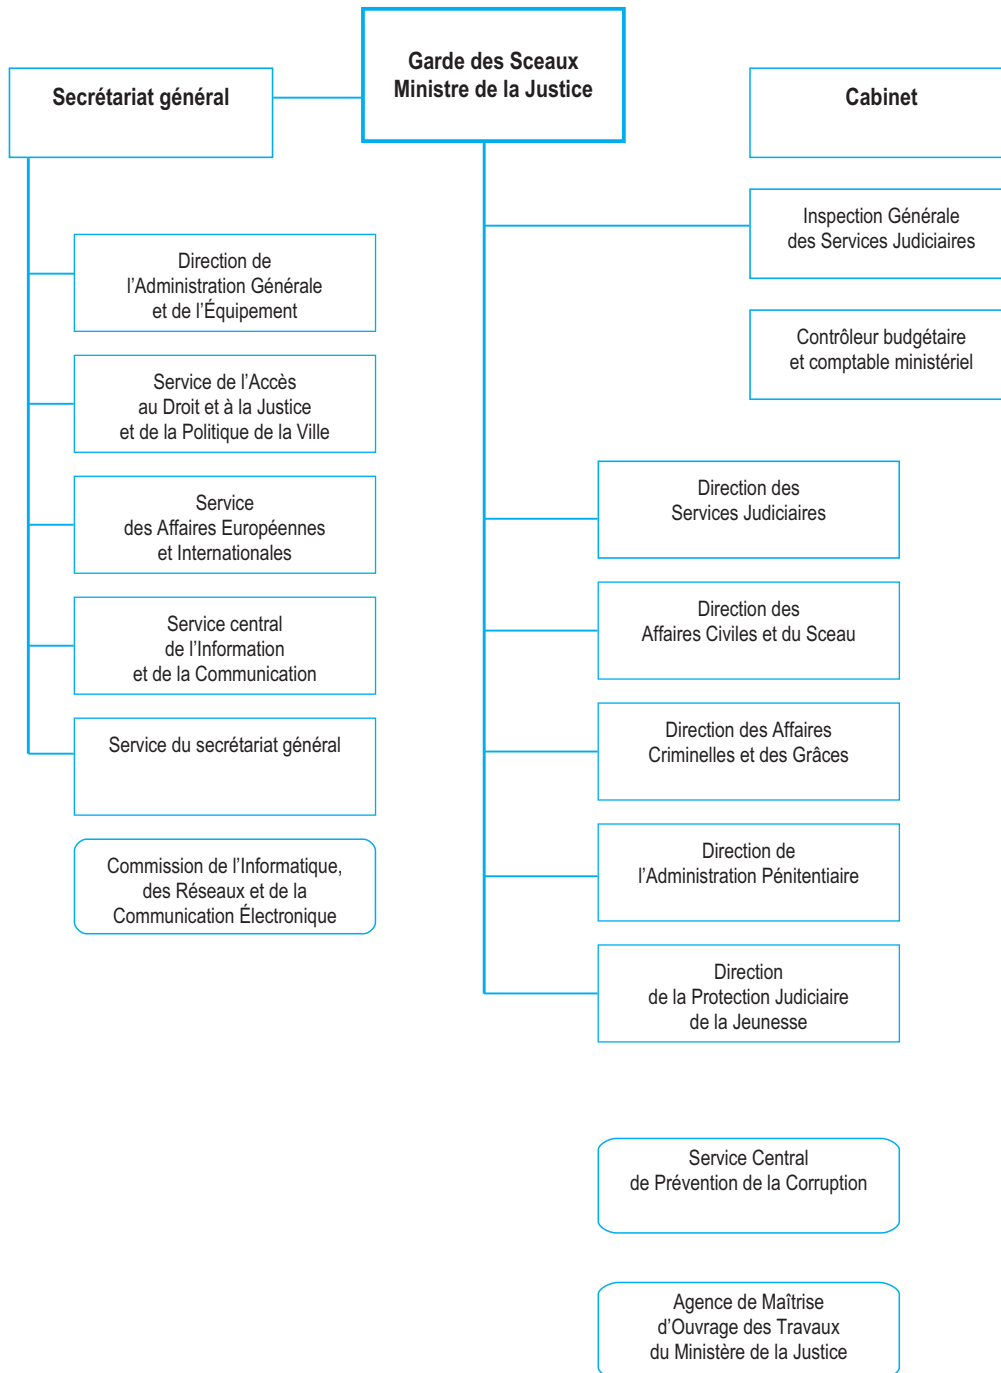 Garde des Sceaux
Ministre de la Justice
Secrétariat général
Cabinet
Inspection Générale
des Services Judiciaires
Contrôleur budgétaire
et comptable ministériel
Direction de
l’Administration Générale
et de l’Équipement
Service de l’Accès
au Droit et à la Justice
et de la Politique de la Ville
Service
des Affaires Européennes
et Internationales
Service central
de l’Information
et de la Communication
Service du secrétariat général
Commission de l’Informatique,
des Réseaux et de la
Communication Électronique
Direction des
Services Judiciaires
Direction des
Affaires Civiles et du Sceau
Direction des Affaires
Criminelles et des Grâces
Direction de
l’Administration Pénitentiaire
Direction
de la Protection Judiciaire
de la Jeunesse
Service Central
de Prévention de la Corruption
Agence de Maîtrise
d’Ouvrage des Travaux
du Ministère de la Justice